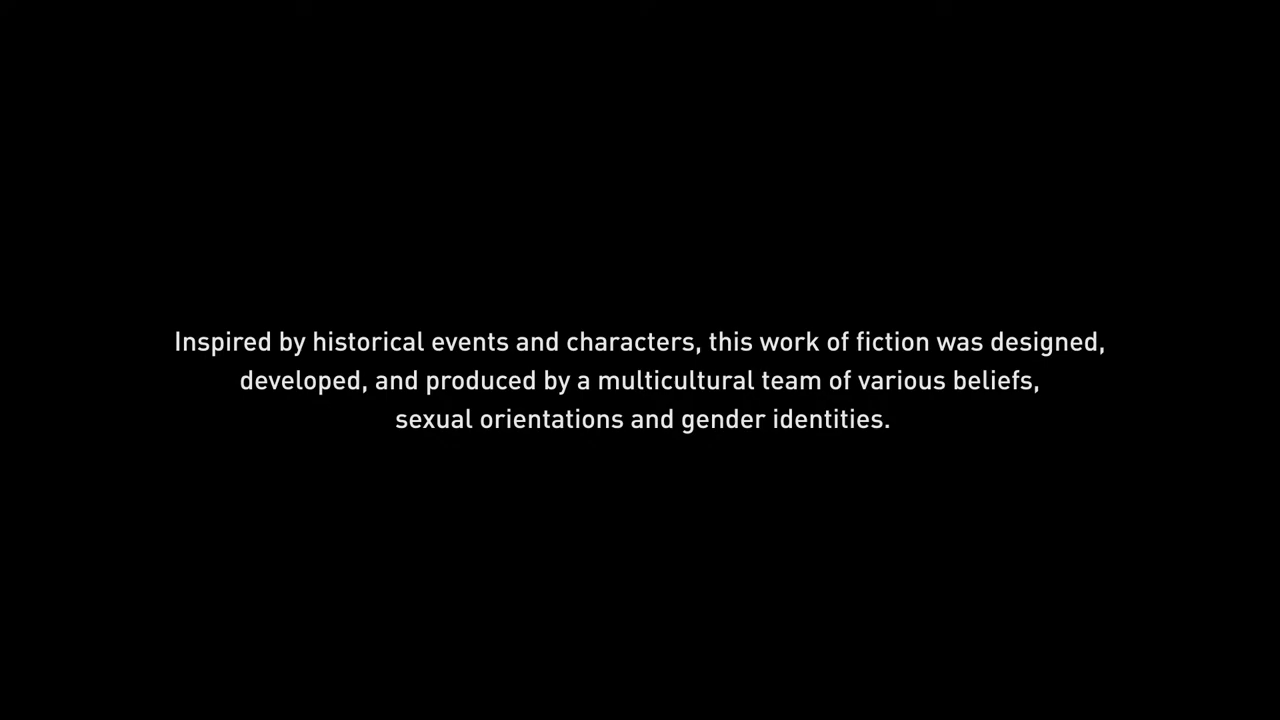 Inspired by historical events and characters, this work of fiction was designed,
developed, and produced by a multicultural team of various beliefs,
sexual orientations and gender identities.